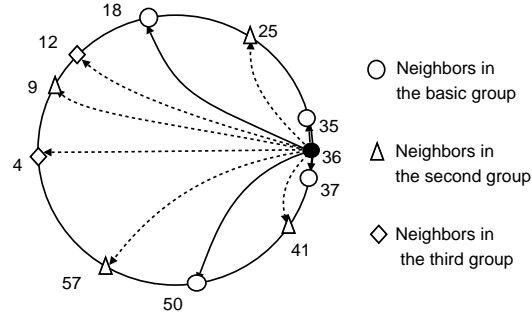 18
25
12
9
35
36
4
37
41
57
50
Neighbors in
the basic group
Neighbors in
the second group
Neighbors in
the third group